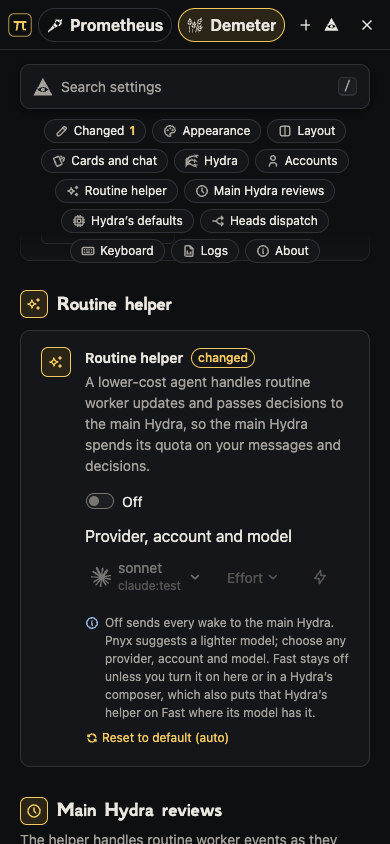 π Prometheus Demeter
Search settings /
Changed 1 Appearance Layout
Cards and chat Hydra Accounts
Routine helper Main Hydra reviews
Hydra's defaults Heads dispatch
Keyboard Logs About
Routine helper
Routine helper changed
A lower-cost agent handles routine
worker updates and passes decisions to
the main Hydra, so the main Hydra
spends its quota on your messages and
decisions.
Off
Provider, account and model
sonnet
claude:test
Effort
Off sends every wake to the main Hydra.
Pnyx suggests a lighter model; choose any
provider, account and model. Fast stays off
unless you turn it on here or in a Hydra's
composer, which also puts that Hydra's
helper on Fast where its model has it.
Reset to default (auto)
Main Hydra reviews
The helper handles routine worker events as they